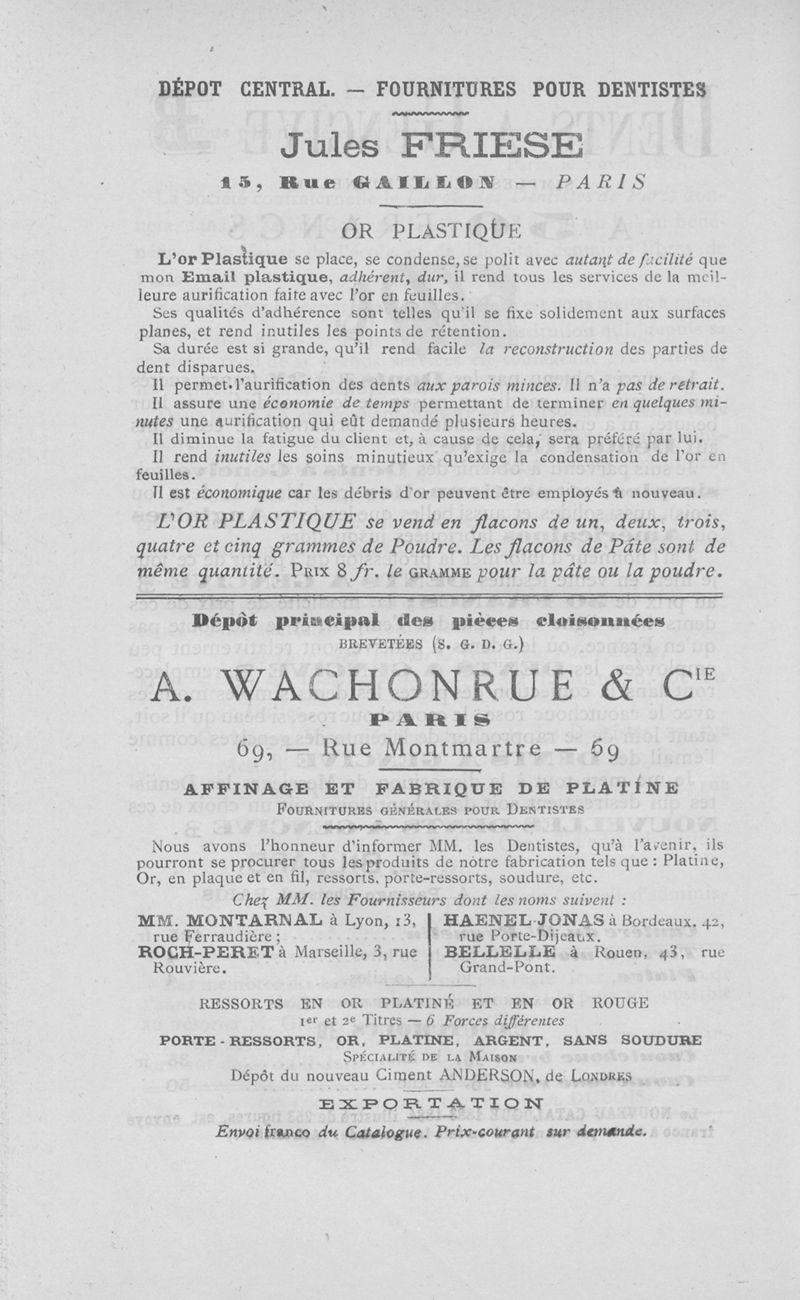 DÉPOT CENTRAL. — FOURNITURES POUR DENTISTES
Jules FRIESE
15, Rue GAILLON — PARIS
OR PLASTIQUE
L'or Plastique se place, se condense, se polit avec autant de facilité que
mon Email plastique, adhérent, dur, il rend tous les services de la meil-
leure aurification faite avec l'or en feuilles.
Ses qualités d'adhérence sont telles qu'il se fixe solidement aux surfaces
planes, et rend inutiles les points de rétention.
Sa durée est si grande, qu'il rend facile la reconstruction des parties de
dent disparues.
Il permet. l'aurification des dents aux parois minces. Il n'a pas de retrait.
Il assure une économie de temps permettant de terminer en quelques mi-
nutes une aurification qui eût demandé plusieurs heures.
Il diminue la fatigue du client et, à cause de cela, sera préféré par lui.
Il rend inutiles les soins minutieux qu'exige la condensation de l'or en
feuilles.
Il est économique car les débris d'or peuvent être employés à nouveau.
L'OR PLASTIQUE se vend en flacons de un, deux, trois,
quatre et cinq grammes de Poudre. Les flacons de Pâte sont de
même quantité. PRIX 8 fr. le GRAMME pour la pâte ou la poudre.
Dépôt principal des pièces cloisonnées
BREVETÉES (S. G. D. G.)
A. WACHONRUE & CIE
PARIS
69, — Rue Montmartre — 69
AFFINAGE ET FABRIQUE DE PLATINE
FOURNITURES GÉNÉRALES POUR DENTISTES
Nous avons l'honneur d'informer MM. les Dentistes, qu'à l'avenir, ils
pourront se procurer tous les produits de notre fabrication tels que : Platine,
Or, en plaque et en fil, ressorts. porte-ressorts, soudure, etc.
Chez MM. les Fournisseurs dont les noms suivent :
MM. MONTARNAL à Lyon, 13,
rue Ferraudière ;
ROCH-PERET à Marseille, 3, rue
Rouvière.
HAENEL-JONAS à Bordeaux. 42,
rue Porte-Dijeaux.
BELLELLE à Rouen, 43, rue
Grand-Pont.
RESSORTS EN OR PLATINÉ ET EN OR ROUGE
1er et 2e Titres — 6 Forces différentes
PORTE-RESSORTS, OR, PLATINE, ARGENT, SANS SOUDURE
SPÉCIALITÉ DE LA MAISON
Dépôt du nouveau Ciment ANDERSON, de LONDRES
EXPORTATION
Envoi franco du Catalogue. Prix-courant sur demande.